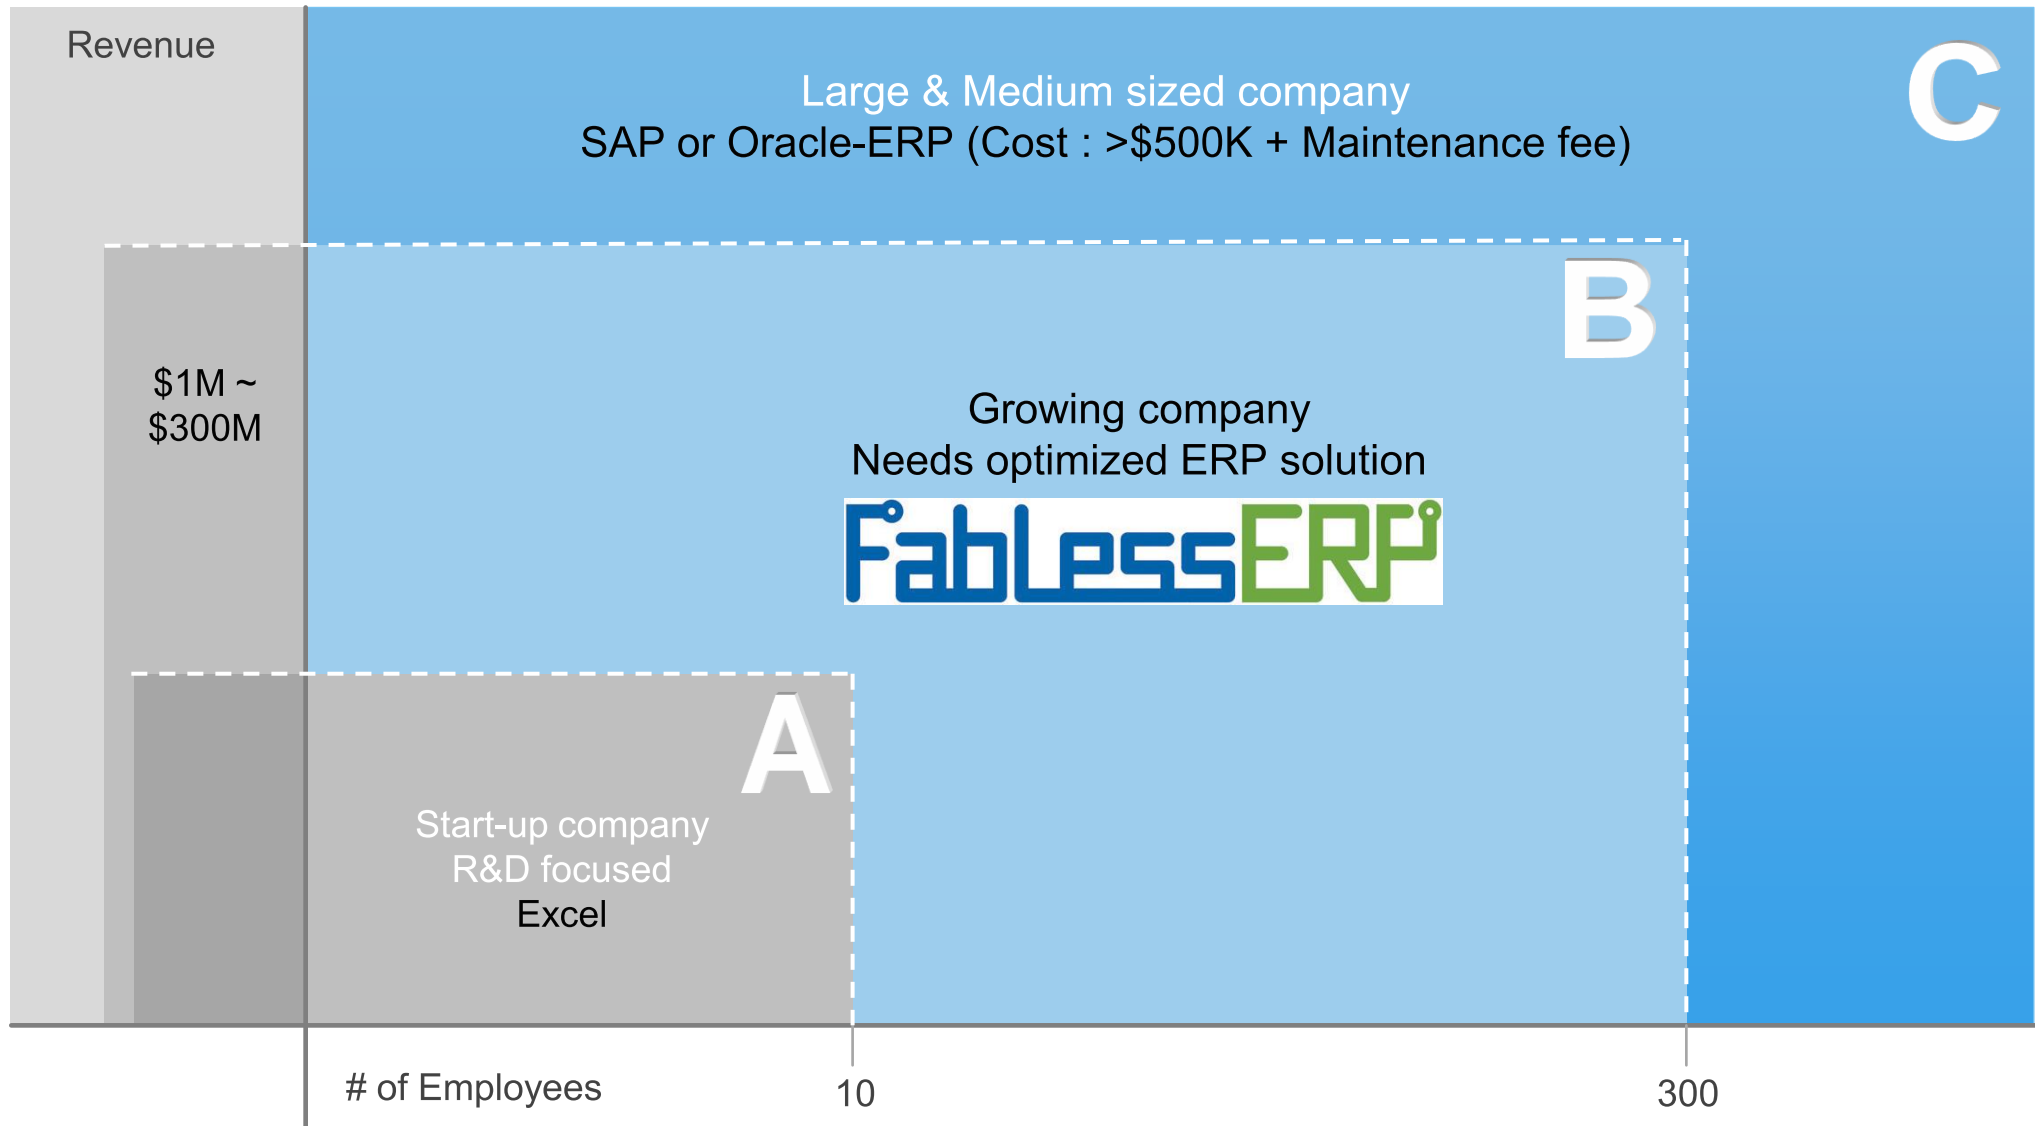 Revenue
C
Large & Medium sized company
SAP or Oracle-ERP (Cost : >$500K + Maintenance fee)
B
$1M ~
$300M
Growing company
Needs optimized ERP solution
FabLessERP
A
Start-up company
R&D focused
Excel
# of Employees
10
300